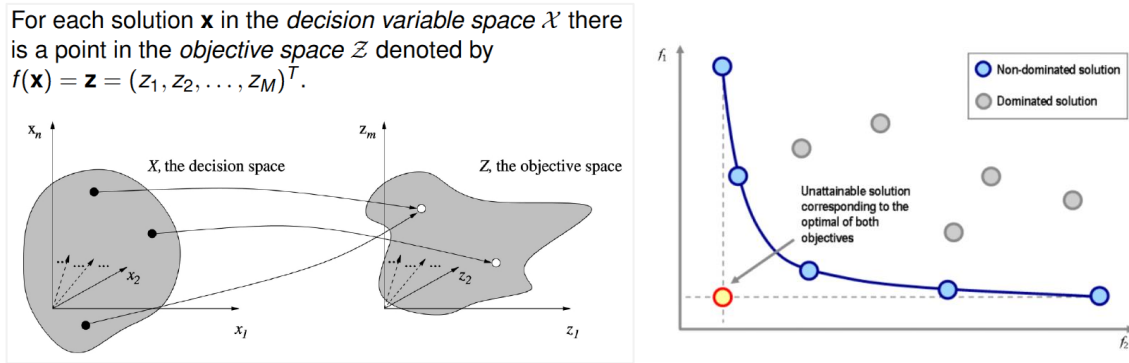 For each solution x in the decision variable space 𝒳 there
is a point in the objective space 𝒵 denoted by
f(x) = z = (z₁, z₂, . . . , z_M)ᵀ.
xₙ
X, the decision space
... ... ...
x₂
x₁
zₘ
Z, the objective space
... ... ...
z₂
z₁
f₁
Non-dominated solution
Dominated solution
Unattainable solution
corresponding to the
optimal of both
objectives
f₂